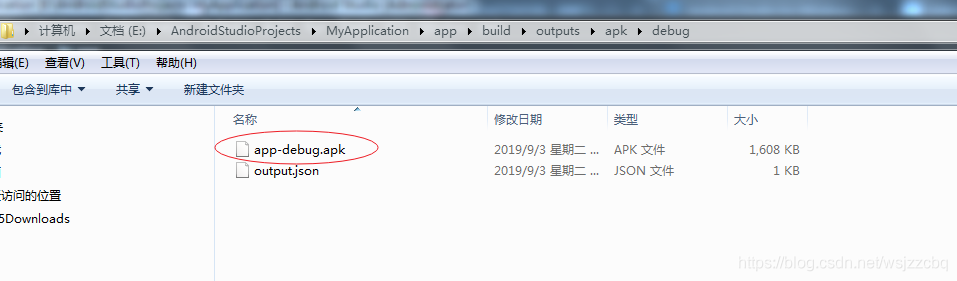 计算机 文档 (E:) AndroidStudioProjects MyApplication app build outputs apk debug
编辑(E) 查看(V) 工具(T) 帮助(H)
包含到库中 共享 新建文件夹
名称 修改日期 类型 大小
app-debug.apk 2019/9/3 星期二 ... APK 文件 1,608 KB
output.json 2019/9/3 星期二 ... JSON 文件 1 KB
访问的位置
5Downloads
https://blog.csdn.net/wsjzzcbq